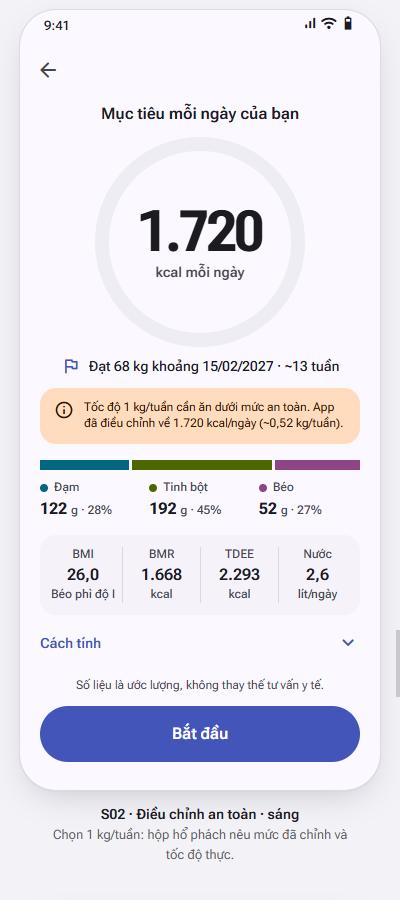 9:41
Mục tiêu mỗi ngày của bạn
1.720
kcal mỗi ngày
Đạt 68 kg khoảng 15/02/2027 · ~13 tuần
Tốc độ 1 kg/tuần cần ăn dưới mức an toàn. App
đã điều chỉnh về 1.720 kcal/ngày (~0,52 kg/tuần).
Đạm Tinh bột Béo
122 g · 28% 192 g · 45% 52 g · 27%
BMI BMR TDEE Nước
26,0 1.668 2.293 2,6
Béo phì độ I kcal kcal lít/ngày
Cách tính
Số liệu là ước lượng, không thay thế tư vấn y tế.
Bắt đầu
S02 · Điều chỉnh an toàn · sáng
Chọn 1 kg/tuần: hộp hổ phách nêu mức đã chỉnh và
tốc độ thực.